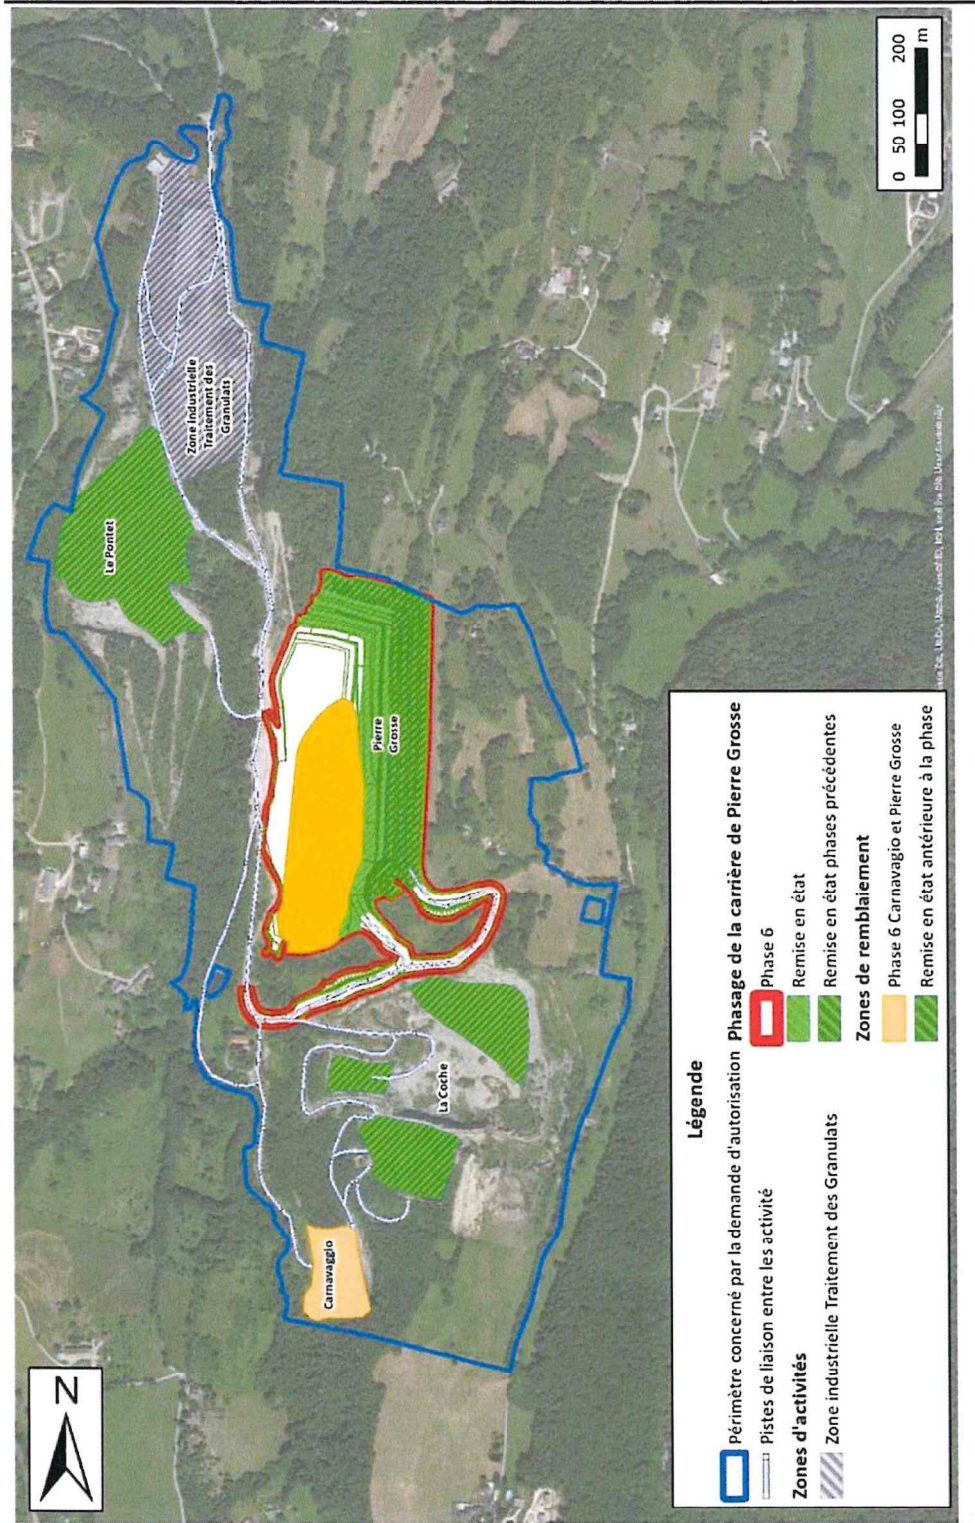 N
0 50 100 200
m
Zone Industrielle
Traitement des
Granulats
Le Pontet
Pierre
Grosse
La Coche
Carnavaggio
Légende
Périmètre concerné par la demande d'autorisation
Pistes de liaison entre les activité
Zones d'activités
Zone industrielle Traitement des Granulats
Phasage de la carrière de Pierre Grosse
Phase 6
Remise en état
Remise en état phases précédentes
Zones de remblaiement
Phase 6 Carnavagio et Pierre Grosse
Remise en état antérieure à la phase